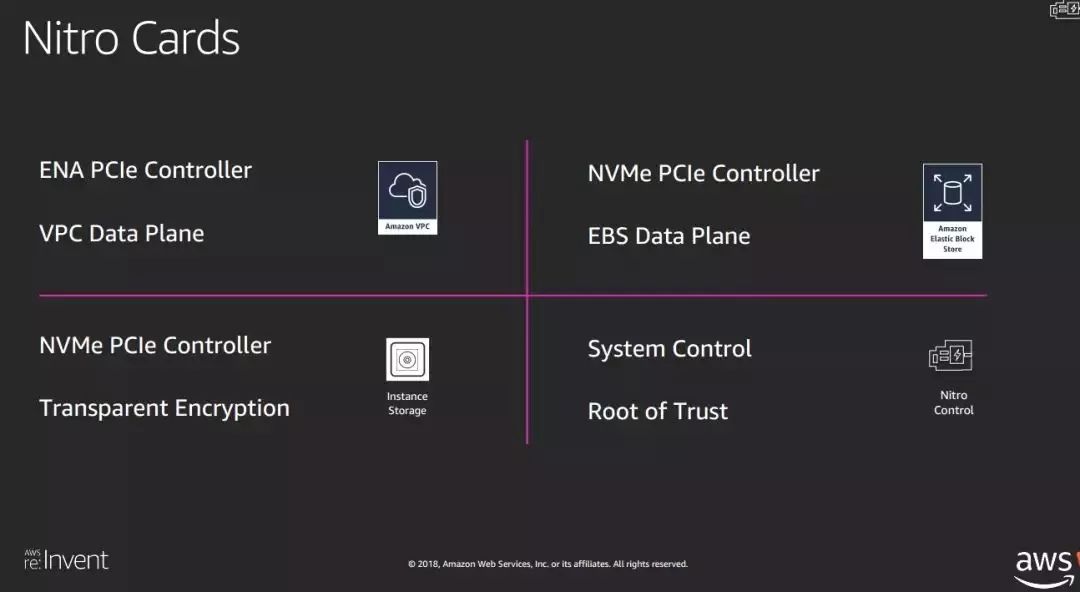 Nitro Cards
ENA PCIe Controller
VPC Data Plane
Amazon VPC
NVMe PCIe Controller
EBS Data Plane
Amazon
Elastic Block
Store
NVMe PCIe Controller
Transparent Encryption
Instance
Storage
System Control
Root of Trust
Nitro
Control
AWS
re:Invent
© 2018, Amazon Web Services, Inc. or its affiliates. All rights reserved.
aws